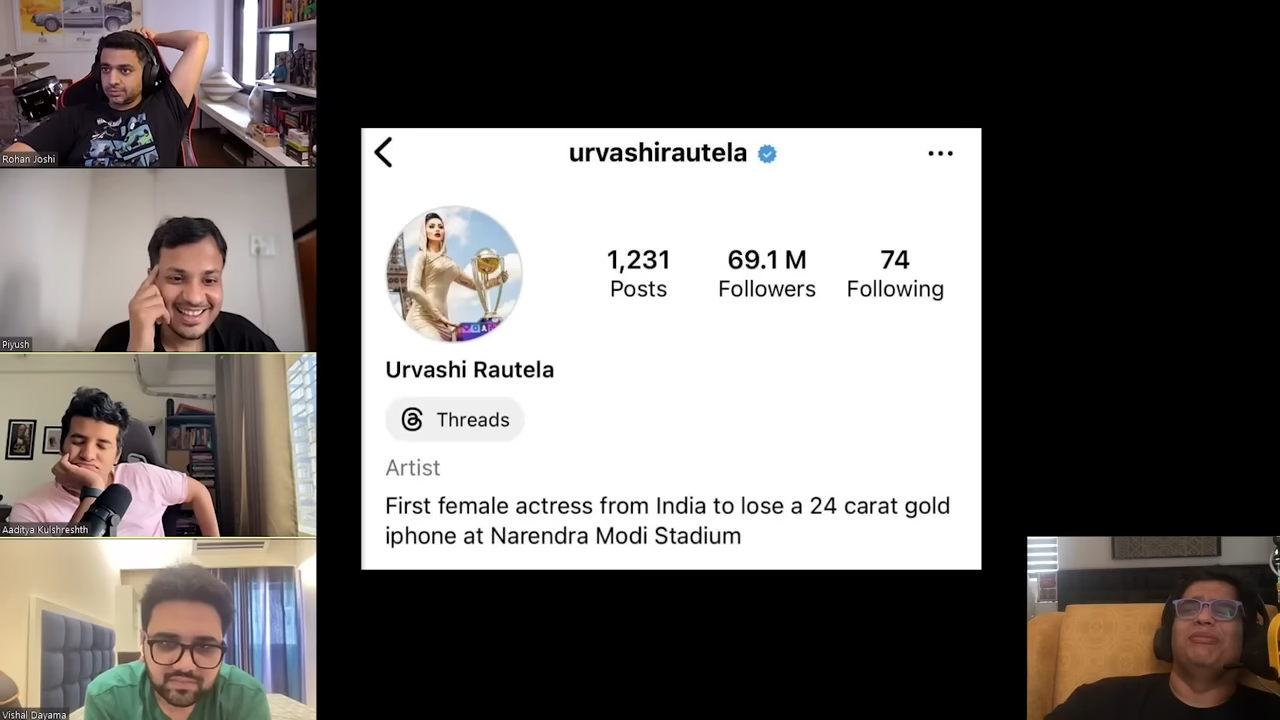 Rohan Joshi
Piyush
Aaditya Kulshreshth
Vishal Dayama
urvashirautela
1,231
Posts
69.1 M
Followers
74
Following
Urvashi Rautela
Threads
Artist
First female actress from India to lose a 24 carat gold
iphone at Narendra Modi Stadium